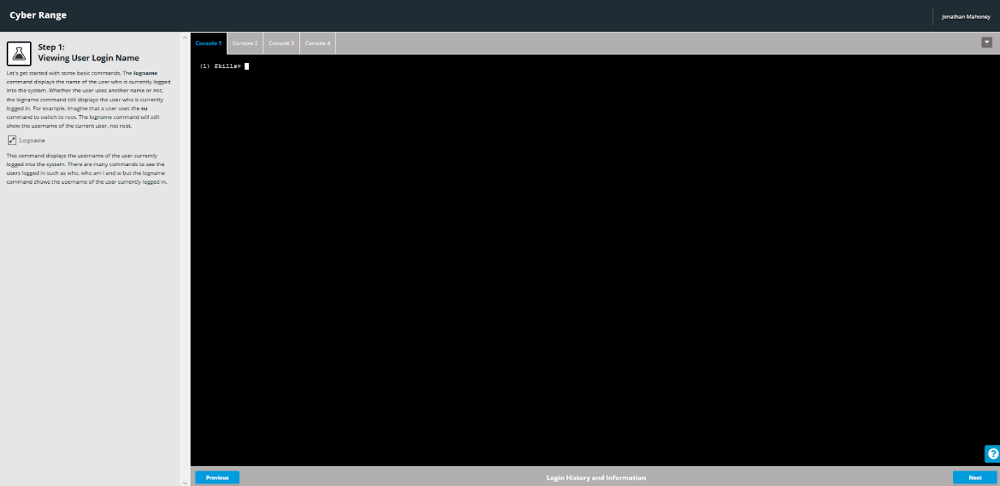 Cyber Range
Jonathan Mahoney
Step 1:
Viewing User Login Name
Let's get started with some basic commands. The logname
command displays the name of the user who is currently logged
into the system. Whether the user uses another name or not,
the logname command still displays the user who is currently
logged in. For example, imagine that a user uses the su
command to switch to root. The logname command will still
show the username of the current user, not root.
logname
This command displays the username of the user currently
logged into the system. There are many commands to see the
users logged in such as who, who am i and w but the logname
command shows the username of the user currently logged in.
Console 1
Console 2
Console 3
Console 4
(1) Skills>
?
Previous
Login History and Information
Next